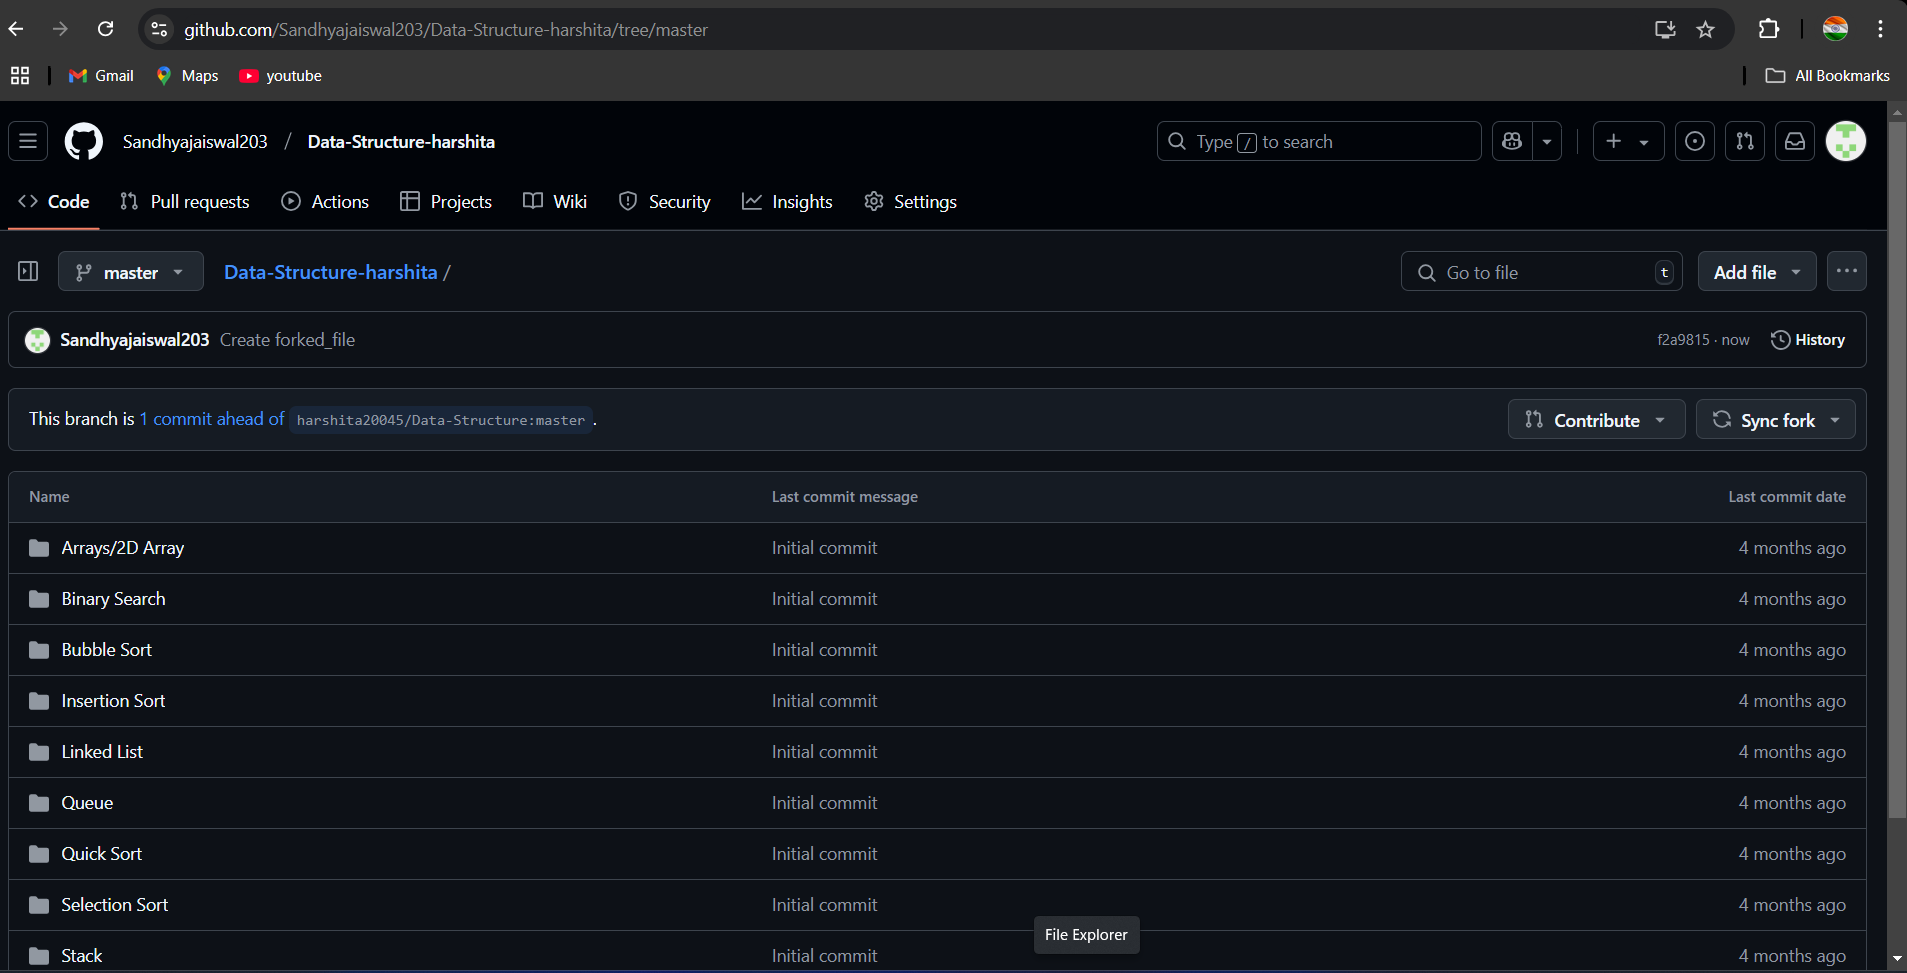 github.com/Sandhyajaiswal203/Data-Structure-harshita/tree/master
Gmail Maps youtube All Bookmarks
Sandhyajaiswal203 / Data-Structure-harshita Type / to search
Code Pull requests Actions Projects Wiki Security Insights Settings
master Data-Structure-harshita / Go to file t Add file
Sandhyajaiswal203 Create forked_file f2a9815 · now History
This branch is 1 commit ahead of harshita20045/Data-Structure:master . Contribute Sync fork
Name Last commit message Last commit date
Arrays/2D Array Initial commit 4 months ago
Binary Search Initial commit 4 months ago
Bubble Sort Initial commit 4 months ago
Insertion Sort Initial commit 4 months ago
Linked List Initial commit 4 months ago
Queue Initial commit 4 months ago
Quick Sort Initial commit 4 months ago
Selection Sort Initial commit 4 months ago
File Explorer
Stack Initial commit 4 months ago